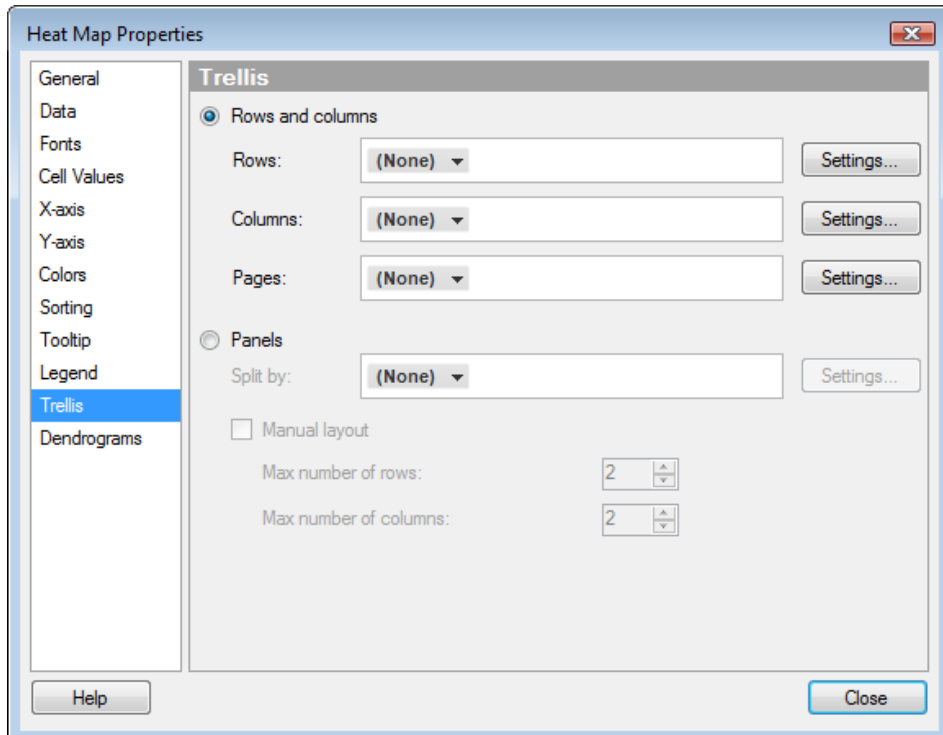 Heat Map Properties
General
Data
Fonts
Cell Values
X-axis
Y-axis
Colors
Sorting
Tooltip
Legend
Trellis
Dendrograms
Trellis
Rows and columns
Rows: (None) Settings...
Columns: (None) Settings...
Pages: (None) Settings...
Panels
Split by: (None) Settings...
Manual layout
Max number of rows: 2
Max number of columns: 2
Help Close